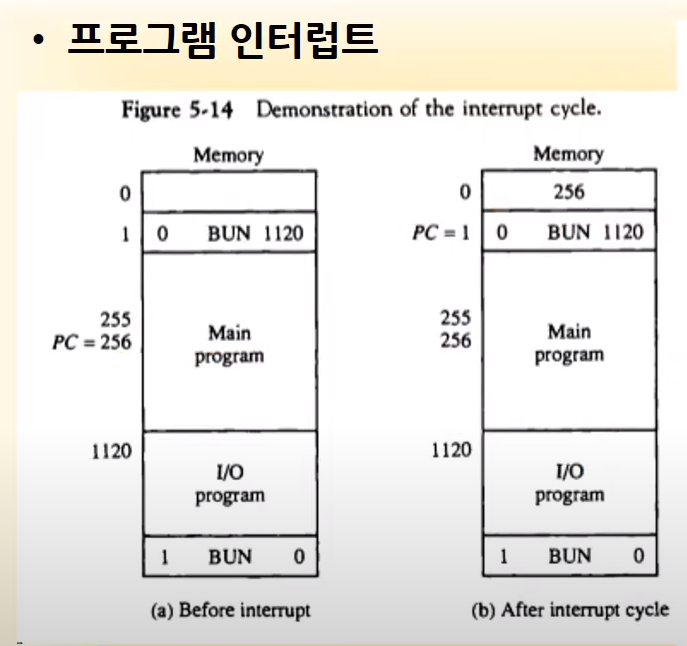 • 프로그램 인터럽트
Figure 5-14 Demonstration of the interrupt cycle.
Memory
0
1 0 BUN 1120
255
PC = 256
Main
program
1120
I/O
program
1 BUN 0
(a) Before interrupt
Memory
0 256
PC = 1 0 BUN 1120
255
256
Main
program
1120
I/O
program
1 BUN 0
(b) After interrupt cycle